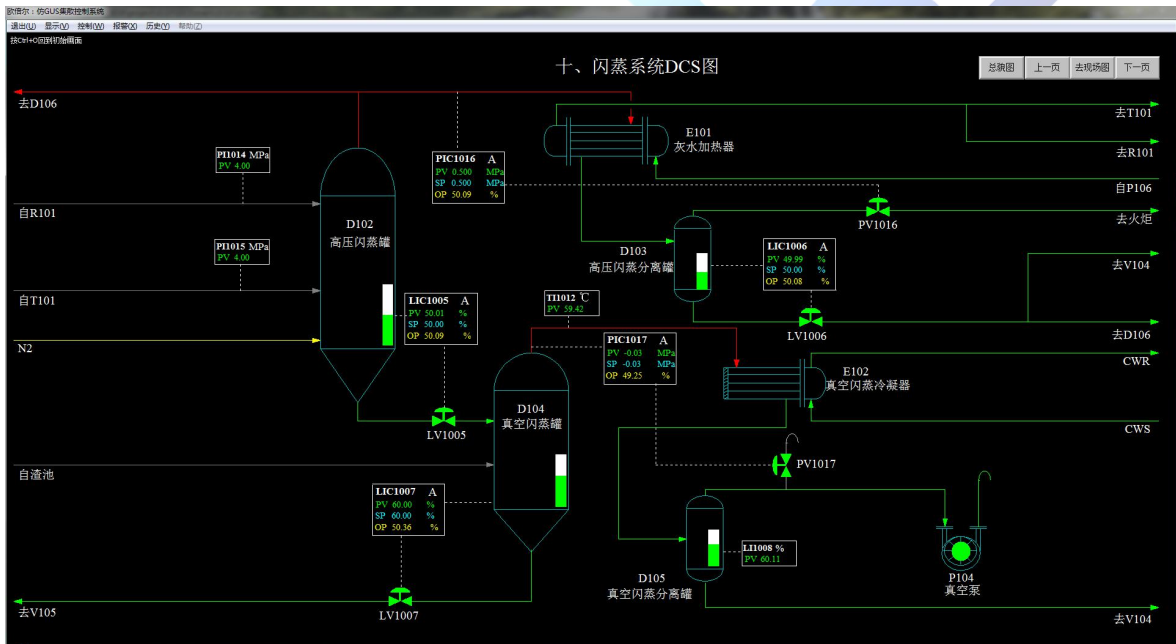 欧倍尔：仿GUS集散控制系统
退出(U) 显示(V) 控制(W) 报警(X) 历史(Y) 帮助(Z)
按Ctrl+O回到初始画面
十、闪蒸系统DCS图
总貌图 上一页 去现场图 下一页
去D106
去T101
E101
灰水加热器
去R101
PI1014 MPa
PV 4.00
PIC1016 A
PV 0.500 MPa
SP 0.500 MPa
OP 50.09 %
自P106
自R101
去火炬
PV1016
D102
高压闪蒸罐
D103
高压闪蒸分离罐
LIC1006 A
PV 49.99 %
SP 50.00 %
OP 50.08 %
PI1015 MPa
PV 4.00
去V104
自T101
LIC1005 A
PV 50.01 %
SP 50.00 %
OP 50.09 %
TI1012 ℃
PV 59.42
LV1006
去D106
N2
PIC1017 A
PV -0.03 MPa
SP -0.03 MPa
OP 49.25 %
CWR
E102
真空闪蒸冷凝器
D104
真空闪蒸罐
LV1005
CWS
自渣池
PV1017
LIC1007 A
PV 60.00 %
SP 60.00 %
OP 50.36 %
LI1008 %
PV 60.11
D105
真空闪蒸分离罐
P104
真空泵
去V105
LV1007
去V104